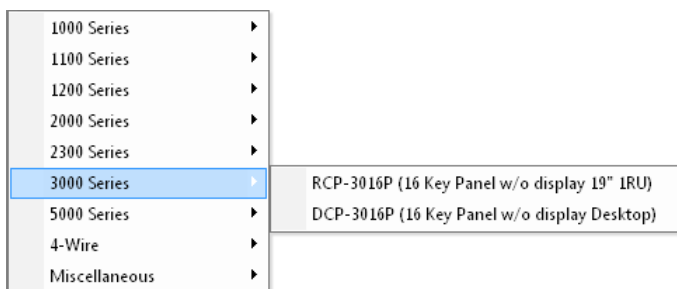 1000 Series
1100 Series
1200 Series
2000 Series
2300 Series
3000 Series
5000 Series
4-Wire
Miscellaneous
RCP-3016P (16 Key Panel w/o display 19" 1RU)
DCP-3016P (16 Key Panel w/o display Desktop)